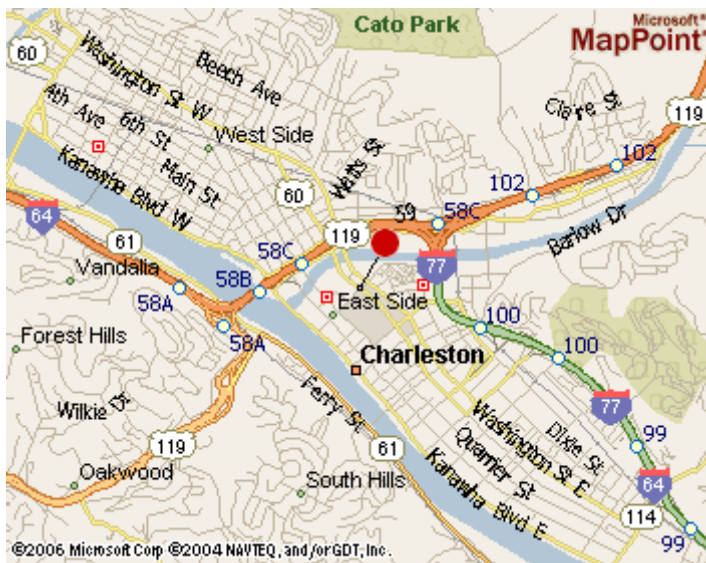 Cato Park
Microsoft®
MapPoint®
60
Washington St W
Beech Ave
4th Ave
6th St
West Side
Claire St
119
Main St
Kanawha Blvd W
Watts St
60
102
102
64
61
59
58C
119
Barlow Dr
58C
77
Vandalia
58B
58A
East Side
100
100
Forest Hills
58A
Charleston
Wilkie Dr
Ferry St
77
119
61
Washington St E
Dixie St
99
Quarrier St
64
Oakwood
South Hills
Kanawha Blvd E
114
99
©2006 Microsoft Corp ©2004 NAVTEQ, and/or GDT, Inc.